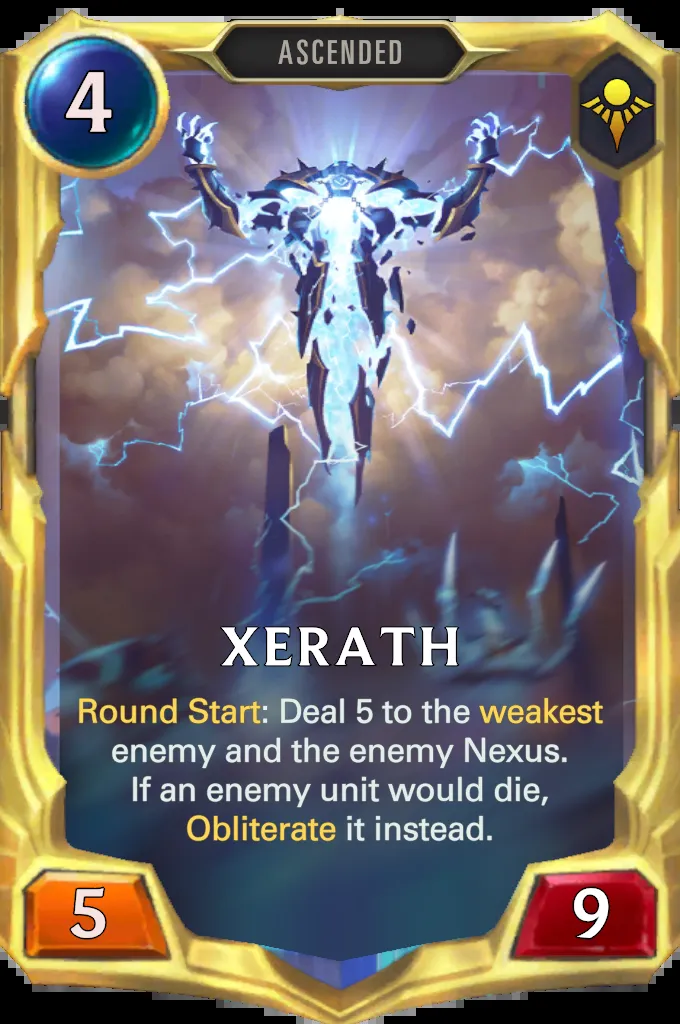 ASCENDED
4
XERATH
Round Start: Deal 5 to the weakest
enemy and the enemy Nexus.
If an enemy unit would die,
Obliterate it instead.
5
9